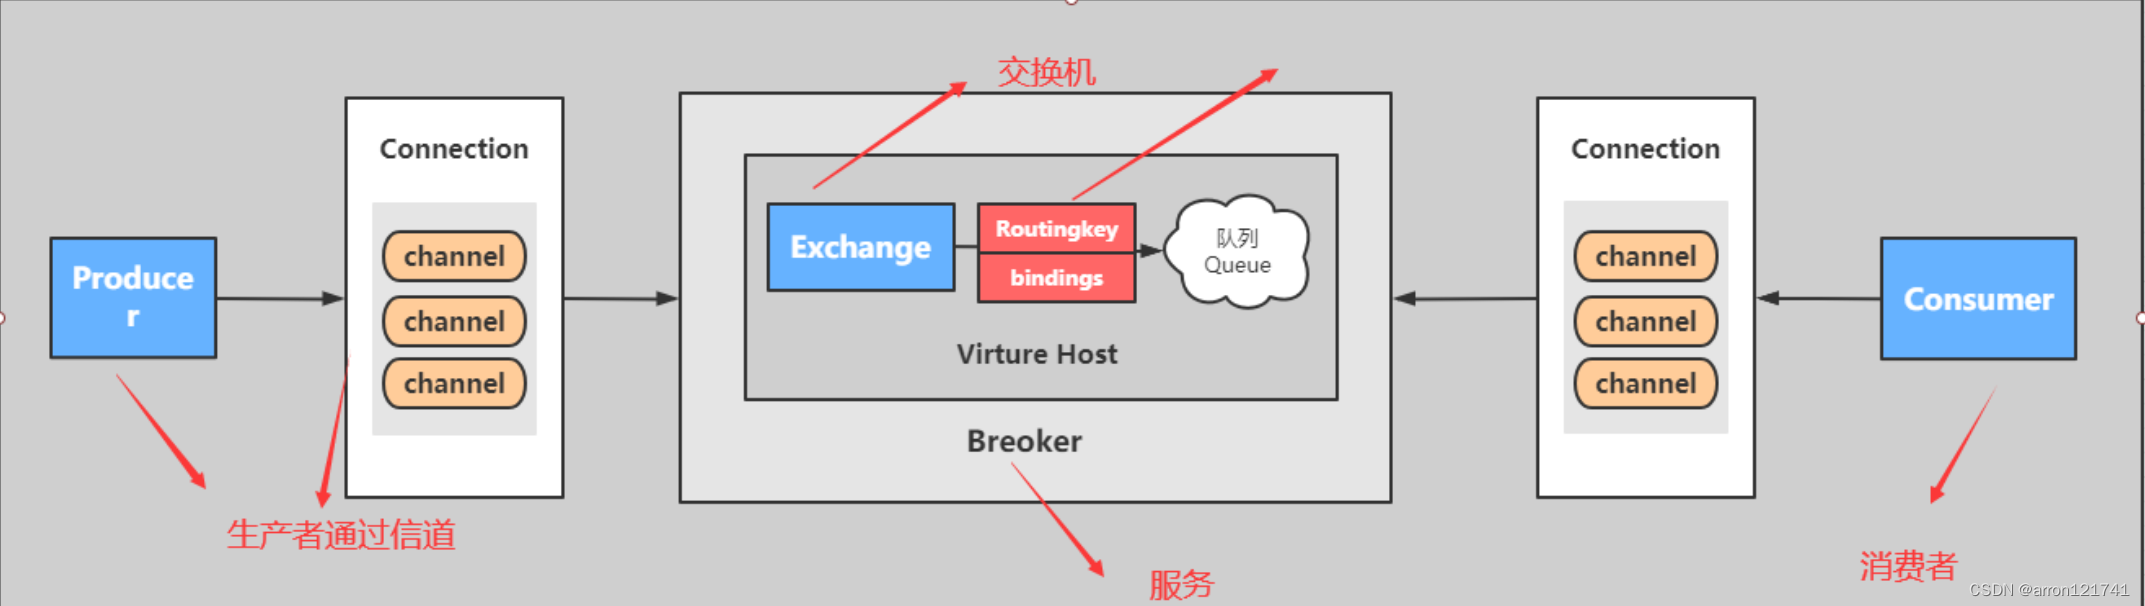 交换机
Connection
channel
channel
channel
Produce
r
Exchange
Routingkey
bindings
队列
Queue
Virture Host
Breoker
Connection
channel
channel
channel
Consumer
生产者通过信道
服务
消费者
CSDN @arron121741